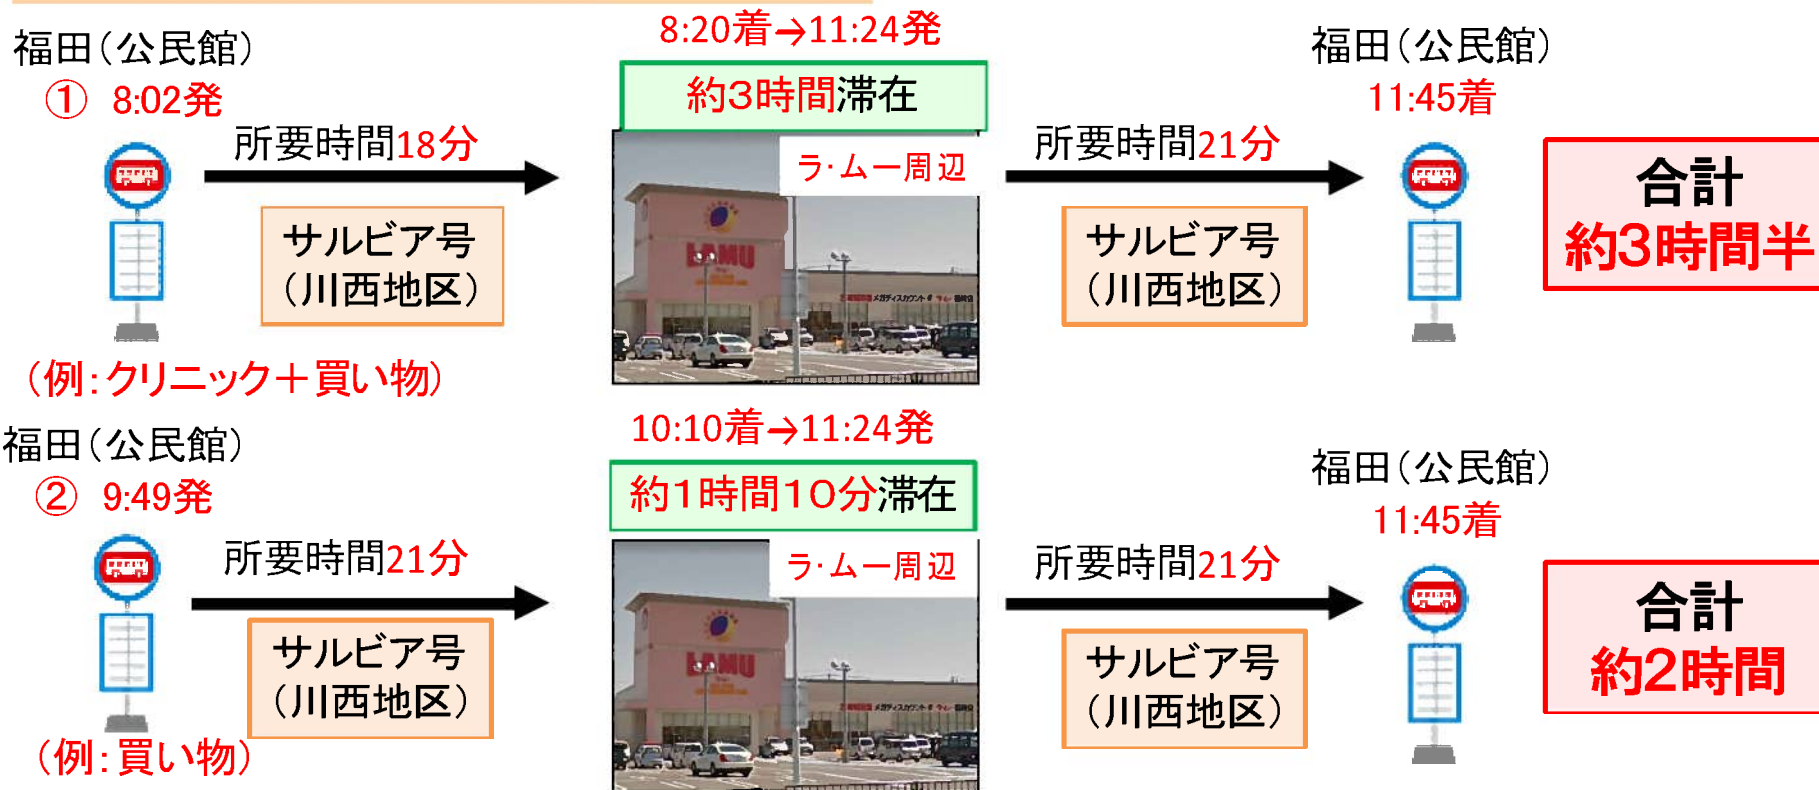 福田（公民館）
① 8:02発
8:20着→11:24発
約3時間滞在
所要時間18分
サルビア号
（川西地区）
ラ・ムー周辺
LAMU
所要時間21分
サルビア号
（川西地区）
福田（公民館）
11:45着
合計
約3時間半
（例：クリニック＋買い物）
福田（公民館）
② 9:49発
10:10着→11:24発
約1時間10分滞在
所要時間21分
サルビア号
（川西地区）
ラ・ムー周辺
LAMU
所要時間21分
サルビア号
（川西地区）
福田（公民館）
11:45着
合計
約2時間
（例：買い物）